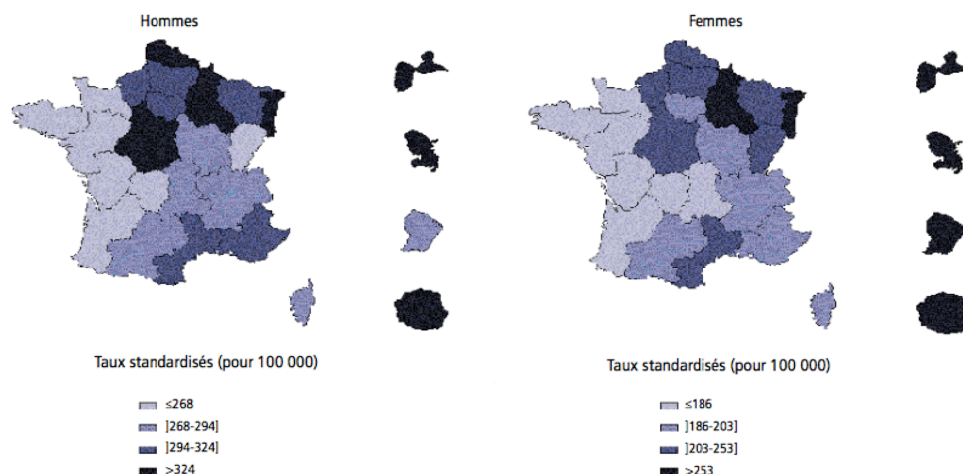 Hommes
Femmes
Taux standardisés (pour 100 000)
≤268
]268-294]
]294-324]
>324
Taux standardisés (pour 100 000)
≤186
]186-203]
]203-253]
>253